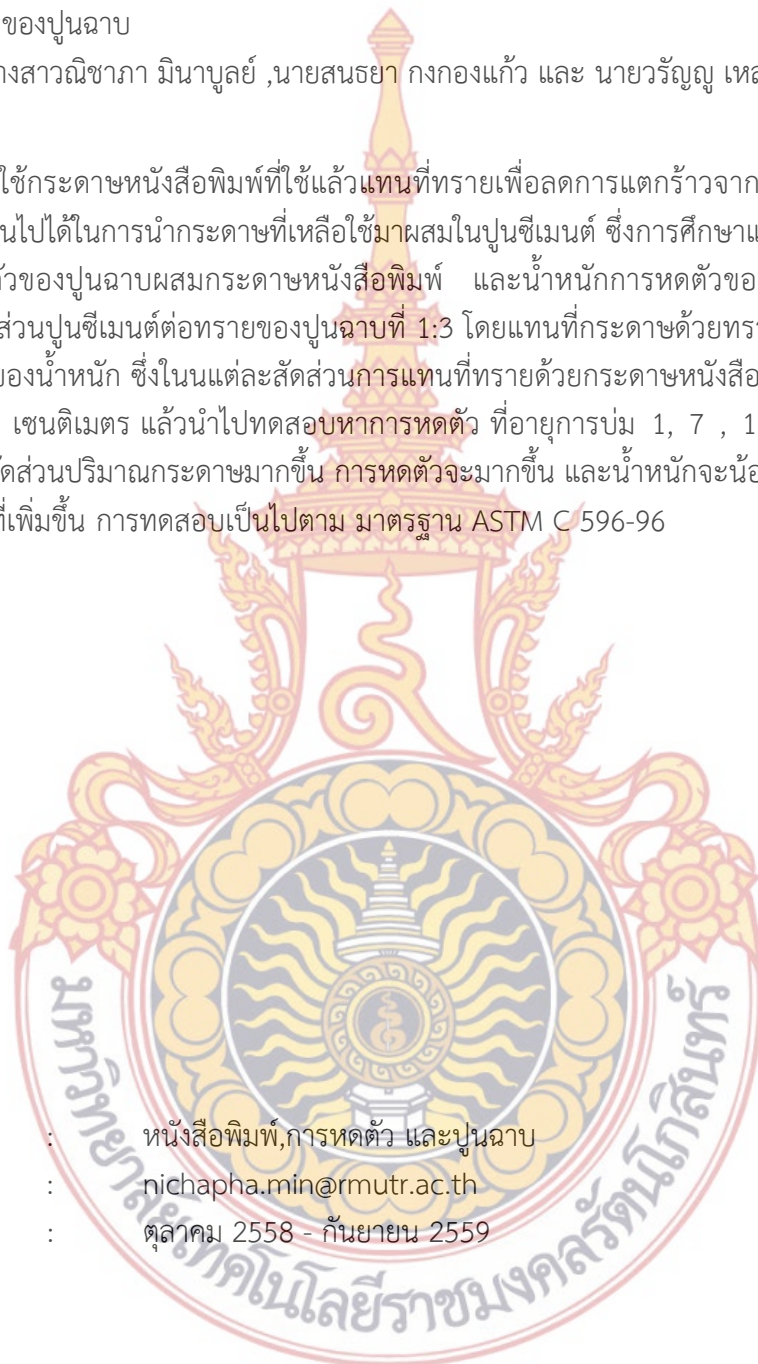 ของปูนฉาบ
างสาวณิชาภา มินาบูลย์ ,นายสนธยา กงกองแก้ว และ นายวรัญญู เหล
ใช้กระดาษหนังสือพิมพ์ที่ใช้แล้วแทนที่ทรายเพื่อลดการแตกร้าวจาก
นไปได้ในการนำกระดาษที่เหลือใช้มาผสมในปูนซีเมนต์ ซึ่งการศึกษาแ
ัวของปูนฉาบผสมกระดาษหนังสือพิมพ์ และน้ำหนักการหดตัวขอ
ส่วนปูนซีเมนต์ต่อทรายของปูนฉาบที่ 1:3 โดยแทนที่กระดาษด้วยทรา
ของน้ำหนัก ซึ่งในนแต่ละสัดส่วนการแทนที่ทรายด้วยกระดาษหนังสือ
เซนติเมตร แล้วนำไปทดสอบหาการหดตัว ที่อายุการบ่ม 1, 7 , 1
ัดส่วนปริมาณกระดาษมากขึ้น การหดตัวจะมากขึ้น และน้ำหนักจะน้อ
ที่เพิ่มขึ้น การทดสอบเป็นไปตาม มาตรฐาน ASTM C 596-96
: หนังสือพิมพ์,การหดตัว และปูนฉาบ
: nichapha.min@rmutr.ac.th
: ตุลาคม 2558 - กันยายน 2559
มหาวิทยาลัยเทคโนโลยีราชมงคลรัตนโกสินทร์